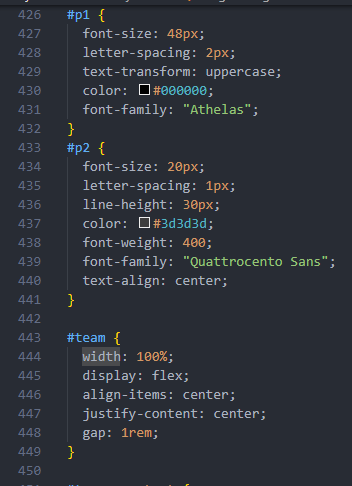 426 #p1 {
427 font-size: 48px;
428 letter-spacing: 2px;
429 text-transform: uppercase;
430 color: #000000;
431 font-family: "Athelas";
432 }
433 #p2 {
434 font-size: 20px;
435 letter-spacing: 1px;
436 line-height: 30px;
437 color: #3d3d3d;
438 font-weight: 400;
439 font-family: "Quattrocento Sans";
440 text-align: center;
441 }
442
443 #team {
444 width: 100%;
445 display: flex;
446 align-items: center;
447 justify-content: center;
448 gap: 1rem;
449 }
450